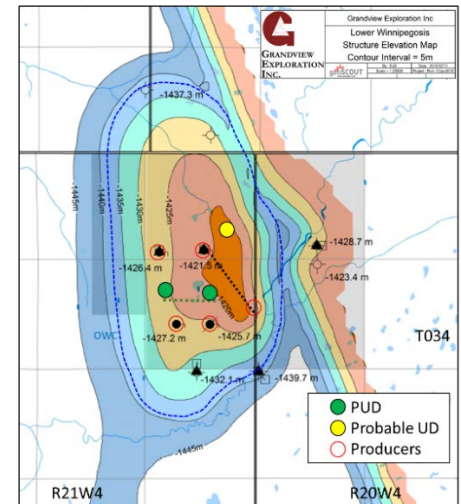 GRANDVIEW
EXPLORATION
INC.
Grandview Exploration Inc
Lower Winnipegosis
Structure Elevation Map
Contour Interval = 5m
geoSCOUT
-1437.3 m
-1445m
-1440m
-1435m
-1430m
-1425m
-1428.7 m
-1426.4 m
-1421.5 m
-1423.4 m
-1420m
OWC
-1427.2 m
-1425.7 m
T034
-1432.1 m
-1439.7 m
PUD
Probable UD
Producers
-1445m
R21W4
R20W4